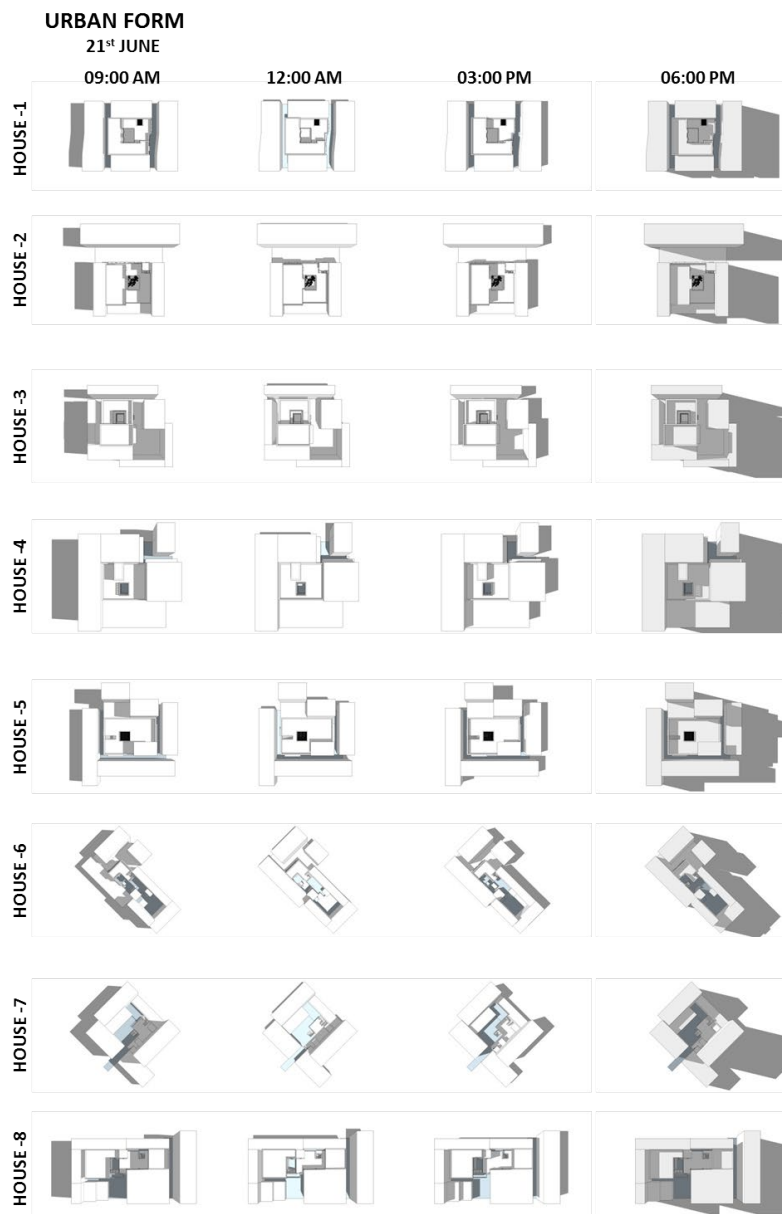 URBAN FORM
21st JUNE
09:00 AM 12:00 AM 03:00 PM 06:00 PM
HOUSE -1
HOUSE -2
HOUSE -3
HOUSE -4
HOUSE -5
HOUSE -6
HOUSE -7
HOUSE -8